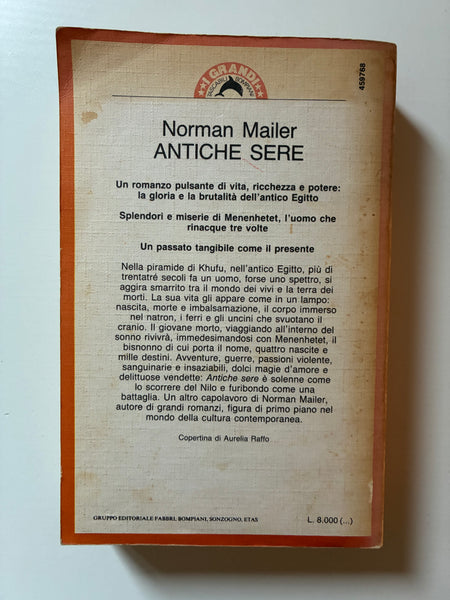 I GRANDI
TASCABILI BOMPIANI
459768
Norman Mailer
ANTICHE SERE
Un romanzo pulsante di vita, ricchezza e potere:
la gloria e la brutalità dell'antico Egitto
Splendori e miserie di Menenhetet, l'uomo che
rinacque tre volte
Un passato tangibile come il presente
Nella piramide di Khufu, nell'antico Egitto, più di
trentatré secoli fa un uomo, forse uno spettro, si
aggira smarrito tra il mondo dei vivi e la terra dei
morti. La sua vita gli appare come in un lampo:
nascita, morte e imbalsamazione, il corpo immerso
nel natron, i ferri e gli uncini che svuotano il
cranio. Il giovane morto, viaggiando all'interno del
sonno rivivrà, immedesimandosi con Menenhetet, il
bisnonno di cui porta il nome, quattro nascite e
mille destini. Avventure, guerre, passioni violente,
sanguinarie e insaziabili, dolci magie d'amore e
delittuose vendette: Antiche sere è solenne come
lo scorrere del Nilo e furibondo come una
battaglia. Un altro capolavoro di Norman Mailer,
autore di grandi romanzi, figura di primo piano nel
mondo della cultura contemporanea.
Copertina di Aurelia Raffo
GRUPPO EDITORIALE FABBRI, BOMPIANI, SONZOGNO, ETAS
L. 8.000 (...)